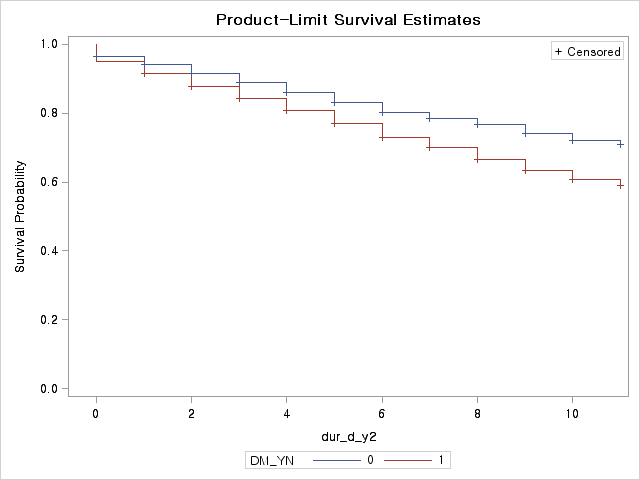 Product-Limit Survival Estimates
+ Censored
1.0
0.8
0.6
0.4
0.2
0.0
Survival Probability
0 2 4 6 8 10
dur_d_y2
DM_YN 0 1